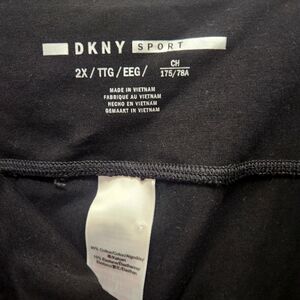 DKNY SPORT
2X / TTG / EEG / CH 175/78A
MADE IN VIETNAM
FABRIQUÉ AU VIETNAM
HECHO EN VIETNAM
GEMAAKT IN VIETNAM